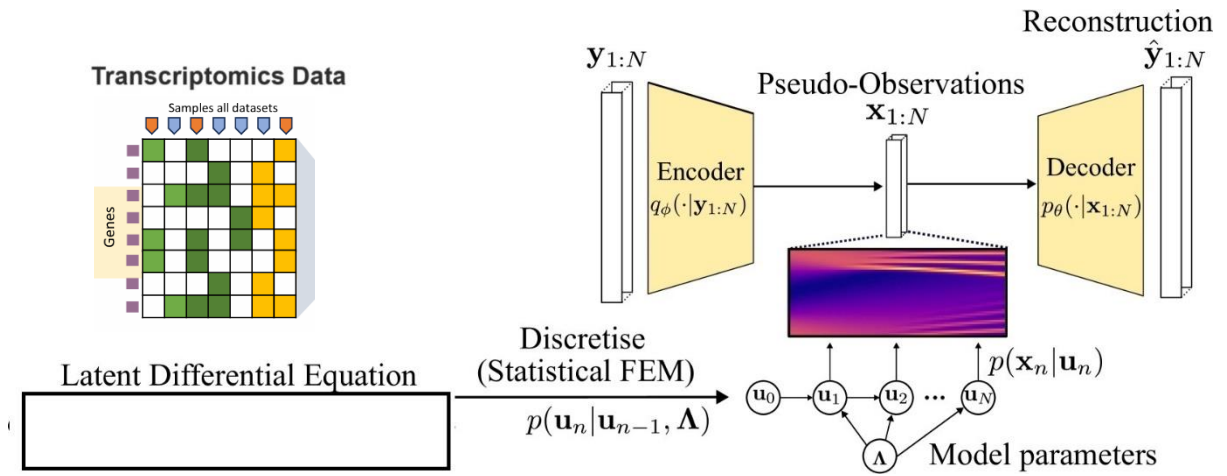 Transcriptomics Data
Samples all datasets
Genes
y₁:N
Encoder
qϕ(·|y₁:N)
Pseudo-Observations
x₁:N
Reconstruction
ŷ₁:N
Decoder
pθ(·|x₁:N)
Latent Differential Equation
Discretise
(Statistical FEM)
p(uₙ|uₙ₋₁, Λ)
p(xₙ|uₙ)
u₀ u₁ u₂ ... u_N
Λ
Model parameters